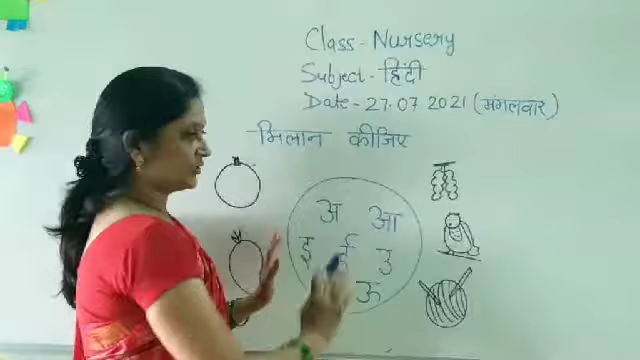 Class - Nursery
Subject - हिंदी
Date - 27.07 2021 (मंगलवार)
मिलान कीजिए
अ आ
इ ई उ
ऊ